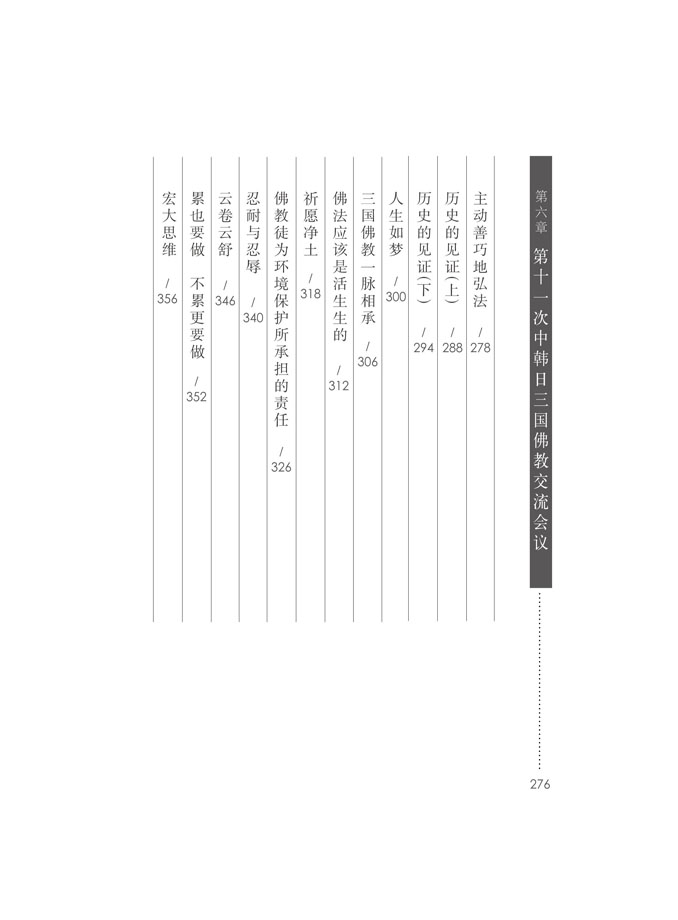 第六章 第十一次中韩日三国佛教交流会议
276
主动善巧地弘法 / 278
历史的见证(上) / 288
历史的见证(下) / 294
人生如梦 / 300
三国佛教一脉相承 / 306
佛法应该是活生生的 / 312
祈愿净土 / 318
佛教徒为环境保护所承担的责任 / 326
忍耐与忍辱 / 340
云卷云舒 / 346
累也要做 不累更要做 / 352
宏大思维 / 356